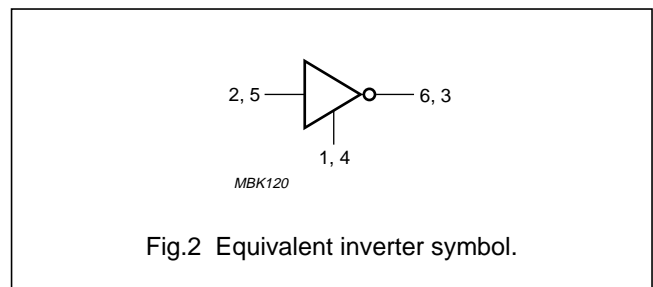 2, 5
6, 3
1, 4
MBK120
Fig.2 Equivalent inverter symbol.